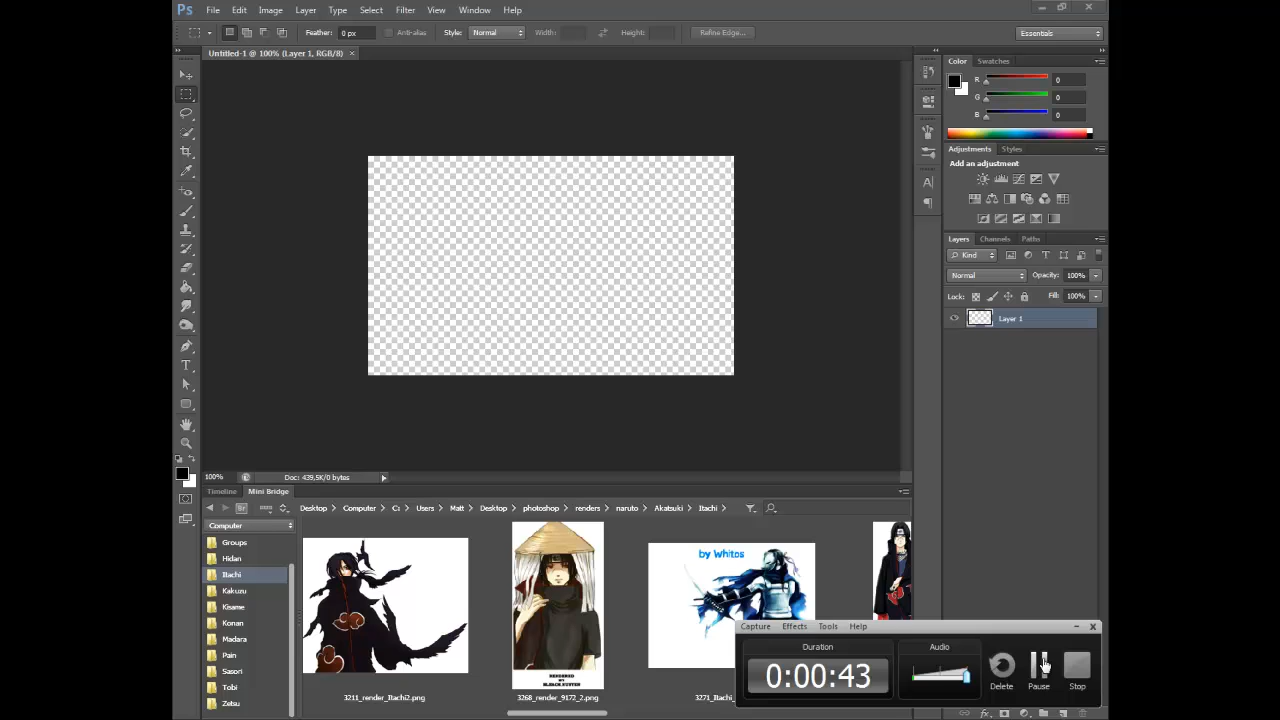 Ps File Edit Image Layer Type Select Filter View Window Help
Feather: 0 px Anti-alias Style: Normal Width: Height: Refine Edge... Essentials
Untitled-1 @ 100% (Layer 1, RGB/8) ×
Color Swatches
R 0
G 0
B 0
Adjustments Styles
Add an adjustment
Layers Channels Paths
Kind
Normal Opacity: 100%
Lock: Fill: 100%
Layer 1
100% Doc: 439,5K/0 bytes
Timeline Mini Bridge
Br Desktop Computer C: Users Matt Desktop photoshop renders naruto Akatsuki Itachi
Computer
Groups
Hidan
Itachi
Kakuzu
Kisame
Konan
Madara
Pain
Sasori
Tobi
Zetsu
by Whitos
RENDERED
BY
3211_render_Itachi2.png
3268_render_9172_2.png
3271_Itachi_
Capture Effects Tools Help
Duration
0:00:43
Audio
Delete Pause Stop
fx